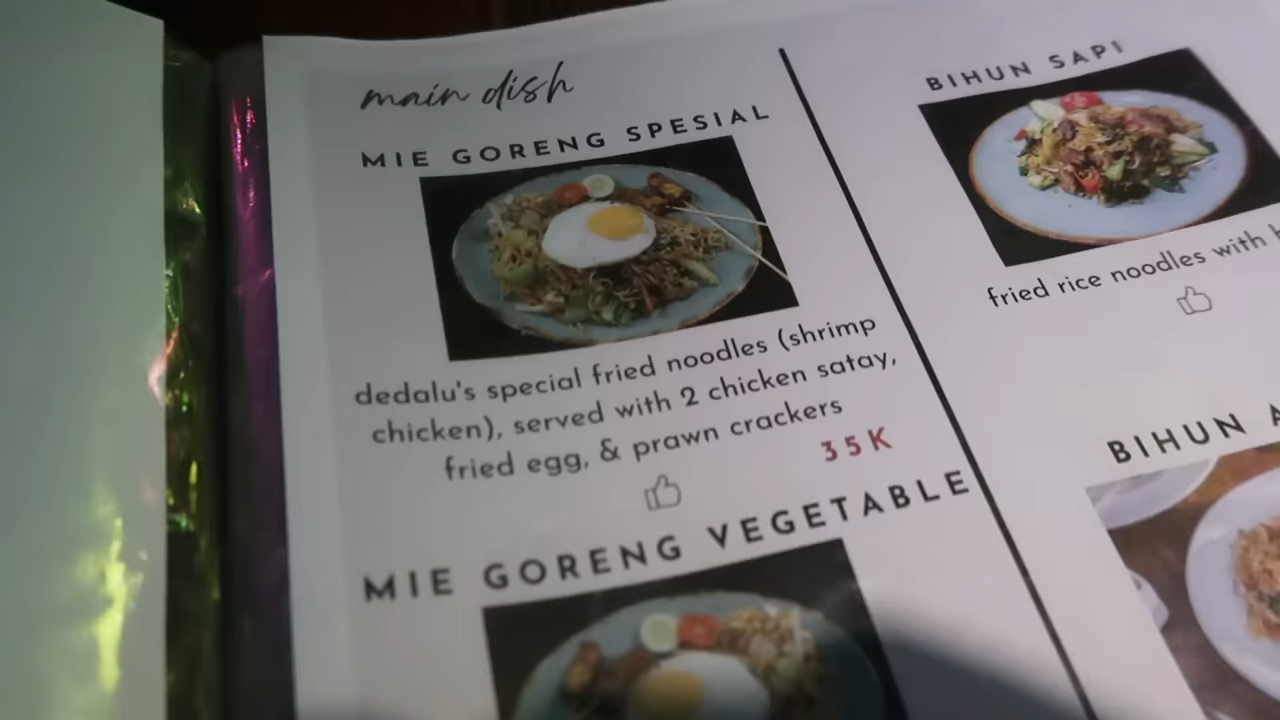 main dish
MIE GORENG SPESIAL
dedalu's special fried noodles (shrimp
chicken), served with 2 chicken satay,
fried egg, & prawn crackers
35K
MIE GORENG VEGETABLE
BIHUN SAPI
fried rice noodles with
BIHUN